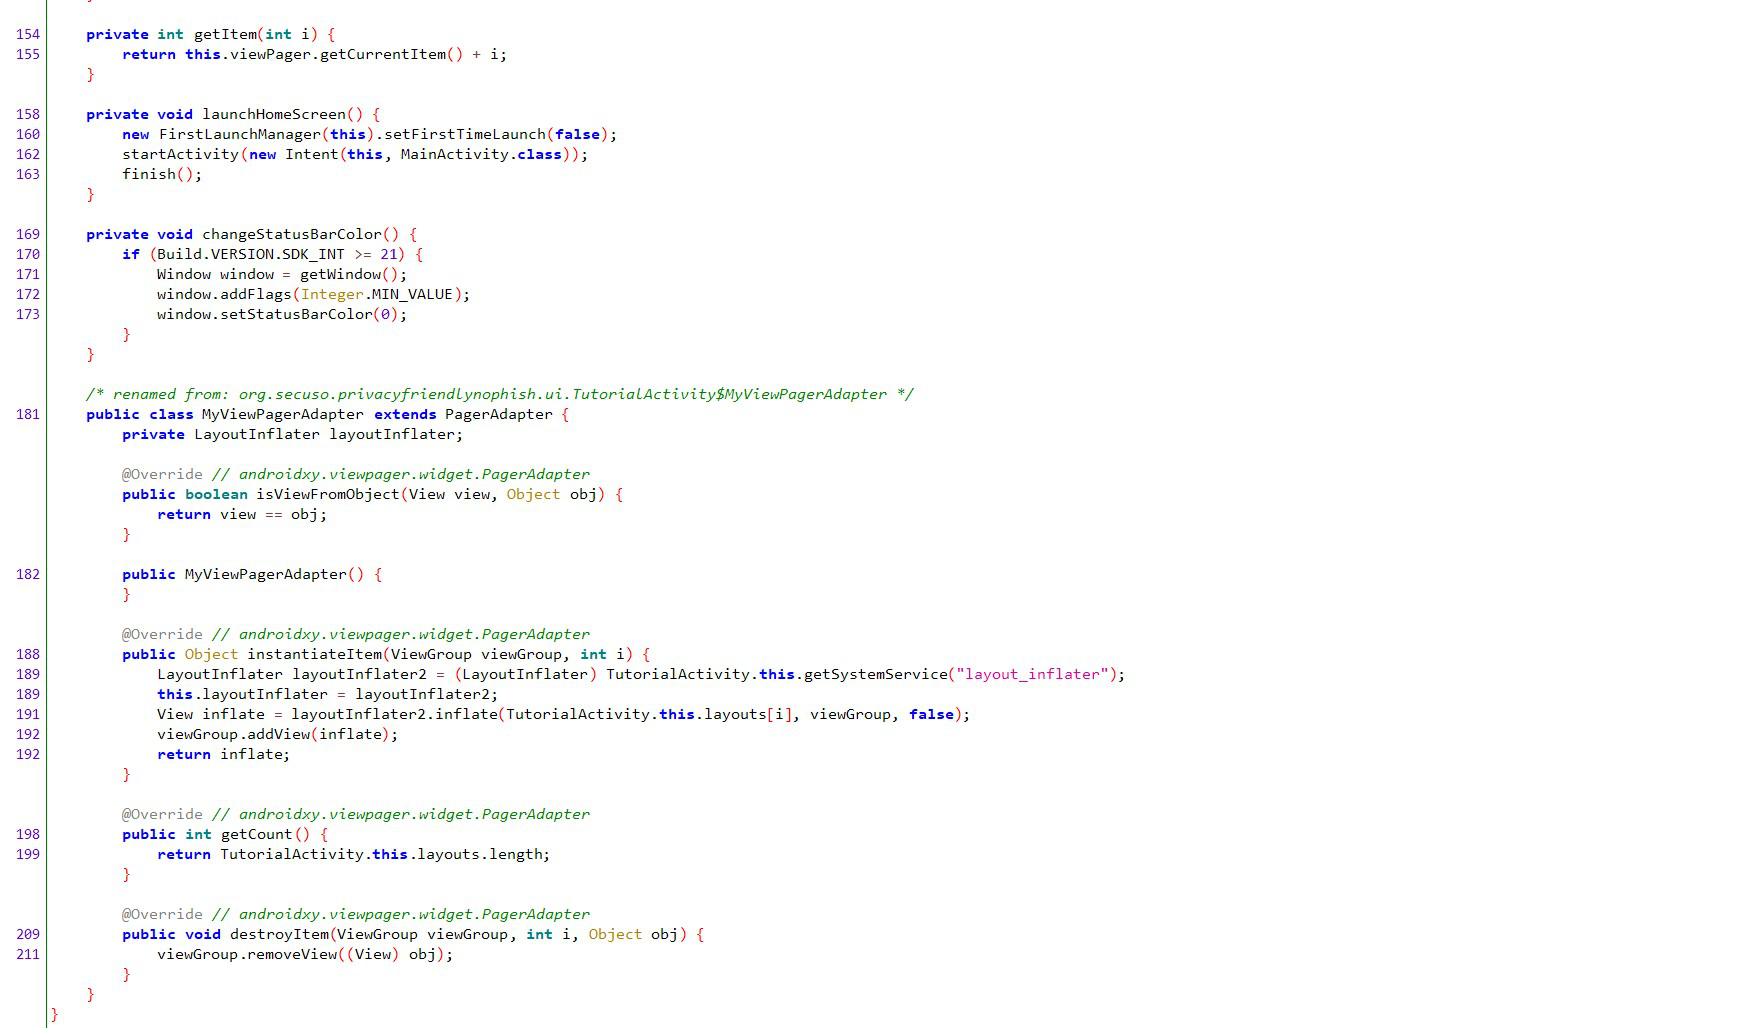 }
154 private int getItem(int i) {
155 return this.viewPager.getCurrentItem() + i;
}
158 private void launchHomeScreen() {
160 new FirstLaunchManager(this).setFirstTimeLaunch(false);
162 startActivity(new Intent(this, MainActivity.class));
163 finish();
}
169 private void changeStatusBarColor() {
170 if (Build.VERSION.SDK_INT >= 21) {
171 Window window = getWindow();
172 window.addFlags(Integer.MIN_VALUE);
173 window.setStatusBarColor(0);
}
}
/* renamed from: org.secuso.privacyfriendlynophish.ui.TutorialActivity$MyViewPagerAdapter */
181 public class MyViewPagerAdapter extends PagerAdapter {
private LayoutInflater layoutInflater;
@Override // androidxy.viewpager.widget.PagerAdapter
public boolean isViewFromObject(View view, Object obj) {
return view == obj;
}
182 public MyViewPagerAdapter() {
}
@Override // androidxy.viewpager.widget.PagerAdapter
188 public Object instantiateItem(ViewGroup viewGroup, int i) {
189 LayoutInflater layoutInflater2 = (LayoutInflater) TutorialActivity.this.getSystemService("layout_inflater");
189 this.layoutInflater = layoutInflater2;
191 View inflate = layoutInflater2.inflate(TutorialActivity.this.layouts[i], viewGroup, false);
192 viewGroup.addView(inflate);
192 return inflate;
}
@Override // androidxy.viewpager.widget.PagerAdapter
198 public int getCount() {
199 return TutorialActivity.this.layouts.length;
}
@Override // androidxy.viewpager.widget.PagerAdapter
209 public void destroyItem(ViewGroup viewGroup, int i, Object obj) {
211 viewGroup.removeView((View) obj);
}
}
}